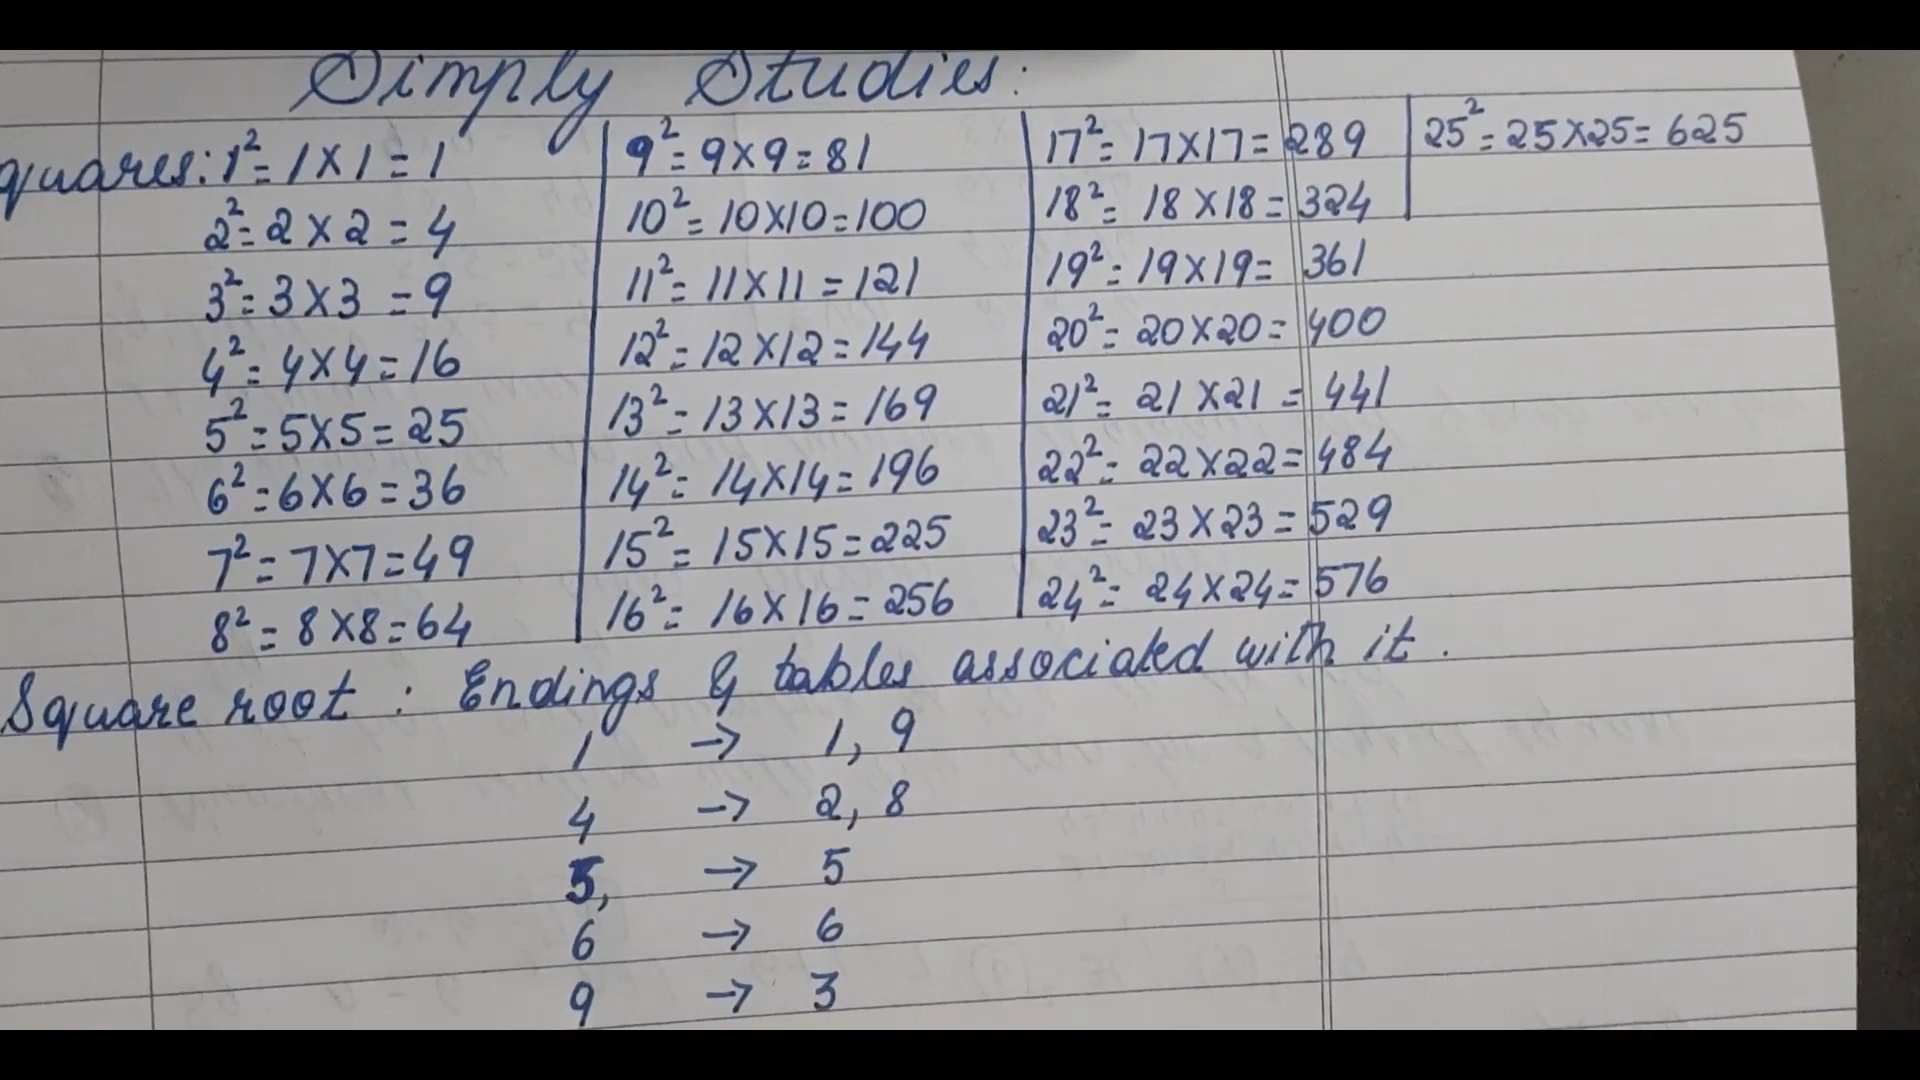 Simply Studies:
quares: 1² = 1×1 = 1
2² = 2×2 = 4
3² = 3×3 = 9
4² = 4×4 = 16
5² = 5×5 = 25
6² = 6×6 = 36
7² = 7×7 = 49
8² = 8×8 = 64
9² = 9×9 = 81
10² = 10×10 = 100
11² = 11×11 = 121
12² = 12×12 = 144
13² = 13×13 = 169
14² = 14×14 = 196
15² = 15×15 = 225
16² = 16×16 = 256
17² = 17×17 = 289
18² = 18×18 = 324
19² = 19×19 = 361
20² = 20×20 = 400
21² = 21×21 = 441
22² = 22×22 = 484
23² = 23×23 = 529
24² = 24×24 = 576
25² = 25×25 = 625
Square root : Endings & tables associated with it.
1 → 1, 9
4 → 2, 8
5, → 5
6 → 6
9 → 3